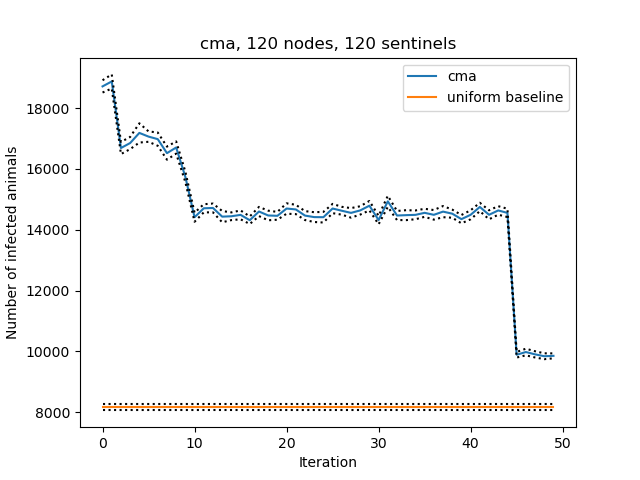 cma, 120 nodes, 120 sentinels
cma
uniform baseline
Number of infected animals
18000
16000
14000
12000
10000
8000
0 10 20 30 40 50
Iteration